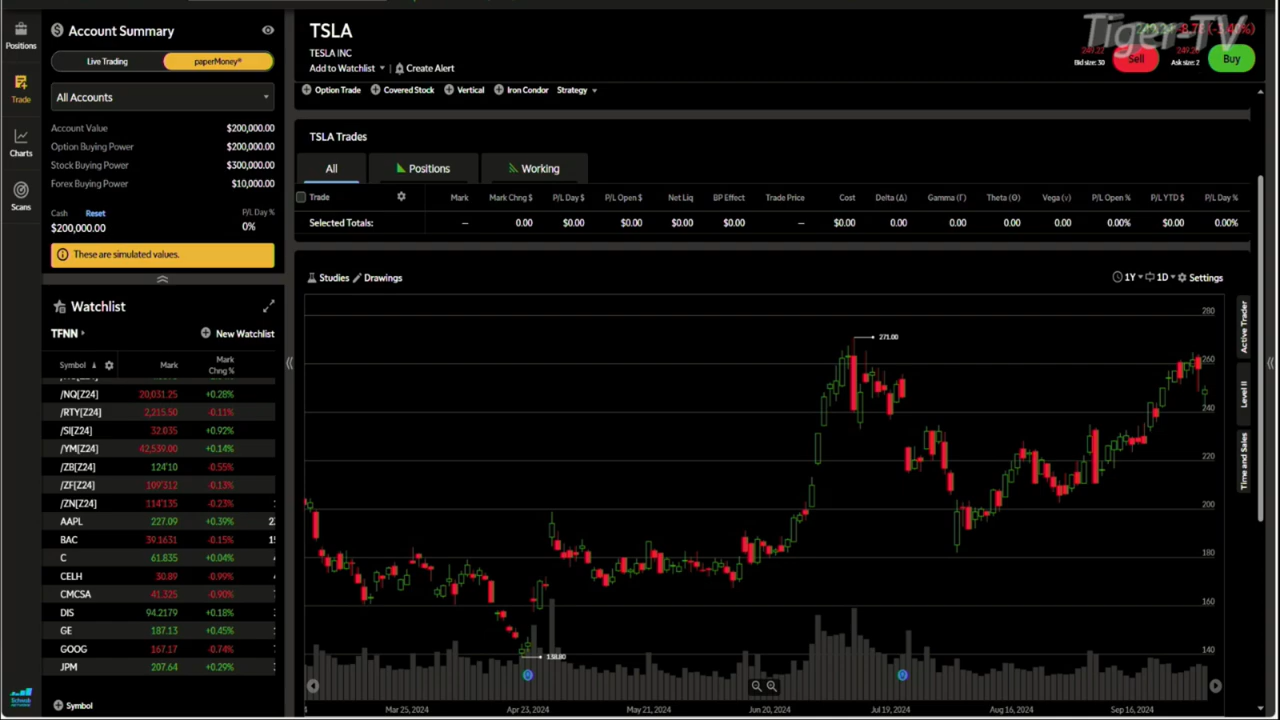 Positions
Trade
Charts
Scans
Account Summary
Live Trading
paperMoney®
All Accounts
Account Value $200,000.00
Option Buying Power $200,000.00
Stock Buying Power $300,000.00
Forex Buying Power $10,000.00
Cash Reset P/L Day %
$200,000.00 0%
These are simulated values.
Watchlist
TFNN
New Watchlist
Symbol Mark Mark Chng %
/NQ[Z24] 20,031.25 +0.28%
/RTY[Z24] 2,215.50 -0.11%
/SI[Z24] 32.035 +0.92%
/YM[Z24] 42,539.00 +0.14%
/ZB[Z24] 124'10 -0.55%
/ZF[Z24] 109'312 -0.13%
/ZN[Z24] 114'135 -0.23%
AAPL 227.09 +0.39%
BAC 39.1631 -0.15%
C 61.835 +0.04%
CELH 30.89 -0.99%
CMCSA 41.325 -0.90%
DIS 94.2179 +0.18%
GE 187.13 +0.45%
GOOG 167.17 -0.74%
JPM 207.64 +0.29%
Symbol
TSLA
TESLA INC
Add to Watchlist Create Alert
Tiger-TV
249.22 Sell 249.26 Buy
Bid size: 30 Ask size: 2
Option Trade Covered Stock Vertical Iron Condor Strategy
TSLA Trades
All Positions Working
Trade Mark Mark Chng $ P/L Day $ P/L Open $ Net Liq BP Effect Trade Price Cost Delta (Δ) Gamma (Γ) Theta (Θ) Vega (ν) P/L Open % P/L YTD $ P/L Day %
Selected Totals: — 0.00 $0.00 $0.00 $0.00 $0.00 — $0.00 0.00 0.00 0.00 0.00 0.00% $0.00 0.00%
Studies Drawings
1Y 1D Settings
280
271.00
260
240
220
200
180
160
138.80
140
Mar 25, 2024 Apr 23, 2024 May 21, 2024 Jun 20, 2024 Jul 19, 2024 Aug 16, 2024 Sep 16, 2024
Active Trader
Level II
Time and Sales